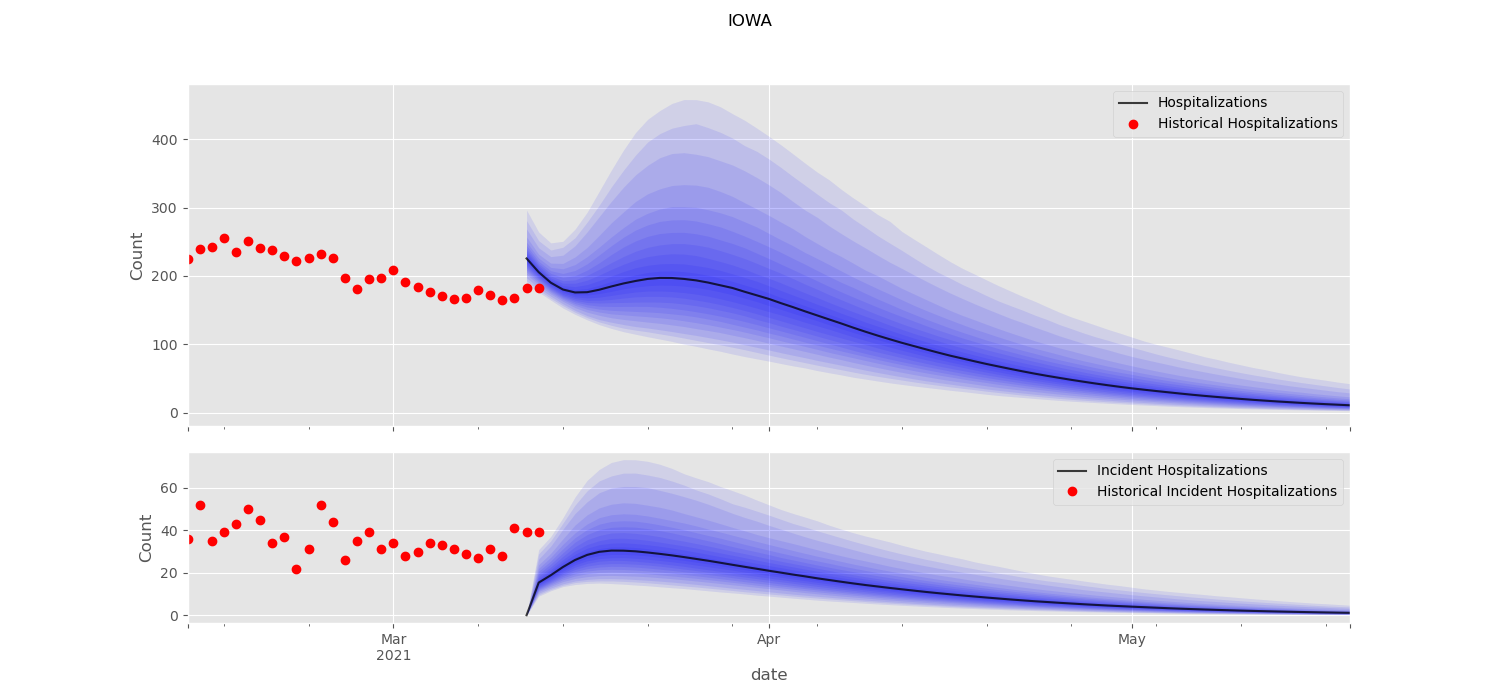 IOWA
Hospitalizations
Historical Hospitalizations
Count
400
300
200
100
0
Incident Hospitalizations
Historical Incident Hospitalizations
Count
60
40
20
0
Mar
2021
Apr
May
date